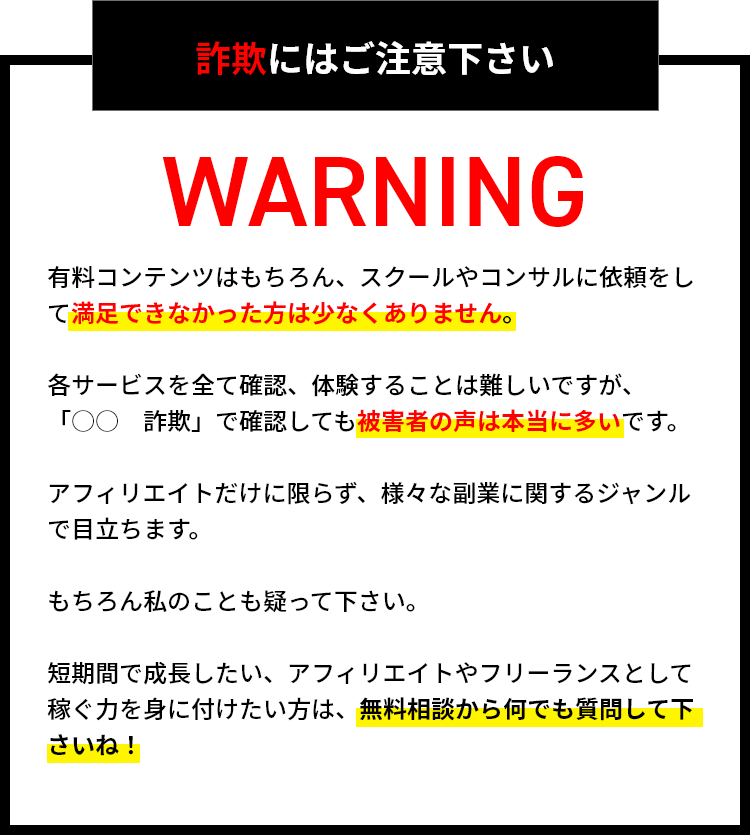 詐欺にはご注意下さい
WARNING
有料コンテンツはもちろん、スクールやコンサルに依頼をし
て満足できなかった方は少なくありません。
各サービスを全て確認、体験することは難しいですが、
「○○　詐欺」で確認しても被害者の声は本当に多いです。
アフィリエイトだけに限らず、様々な副業に関するジャンル
で目立ちます。
もちろん私のことも疑って下さい。
短期間で成長したい、アフィリエイトやフリーランスとして
稼ぐ力を身に付けたい方は、無料相談から何でも質問して下
さいね！